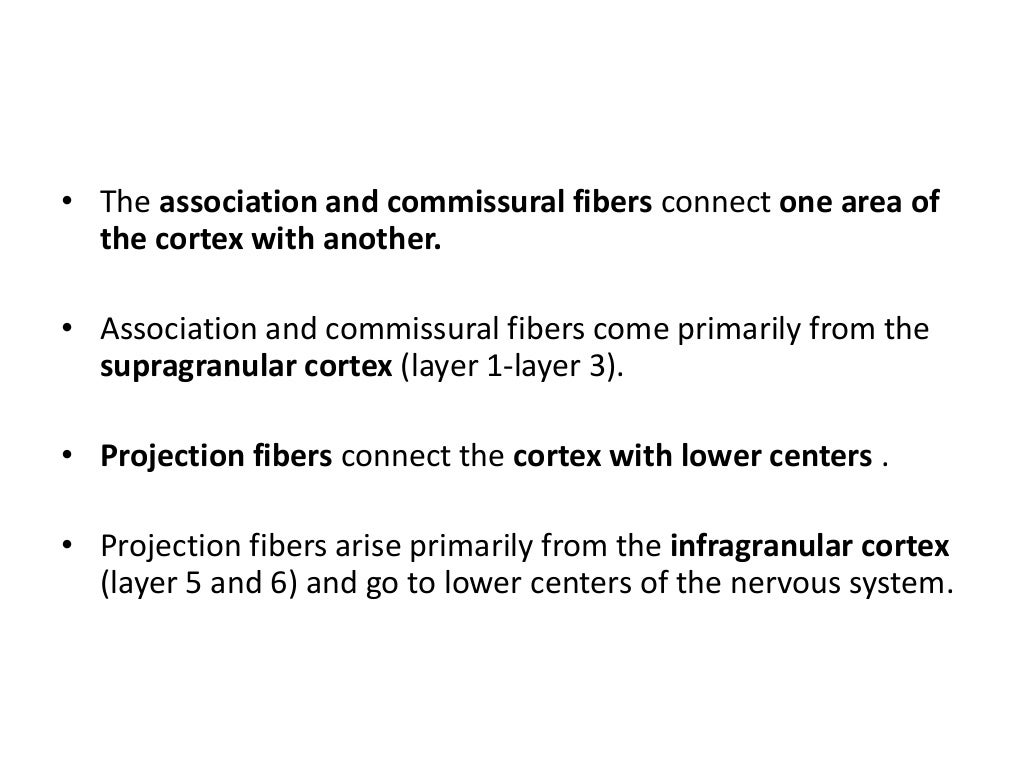 • The association and commissural fibers connect one area of
the cortex with another.
• Association and commissural fibers come primarily from the
supragranular cortex (layer 1-layer 3).
• Projection fibers connect the cortex with lower centers .
• Projection fibers arise primarily from the infragranular cortex
(layer 5 and 6) and go to lower centers of the nervous system.